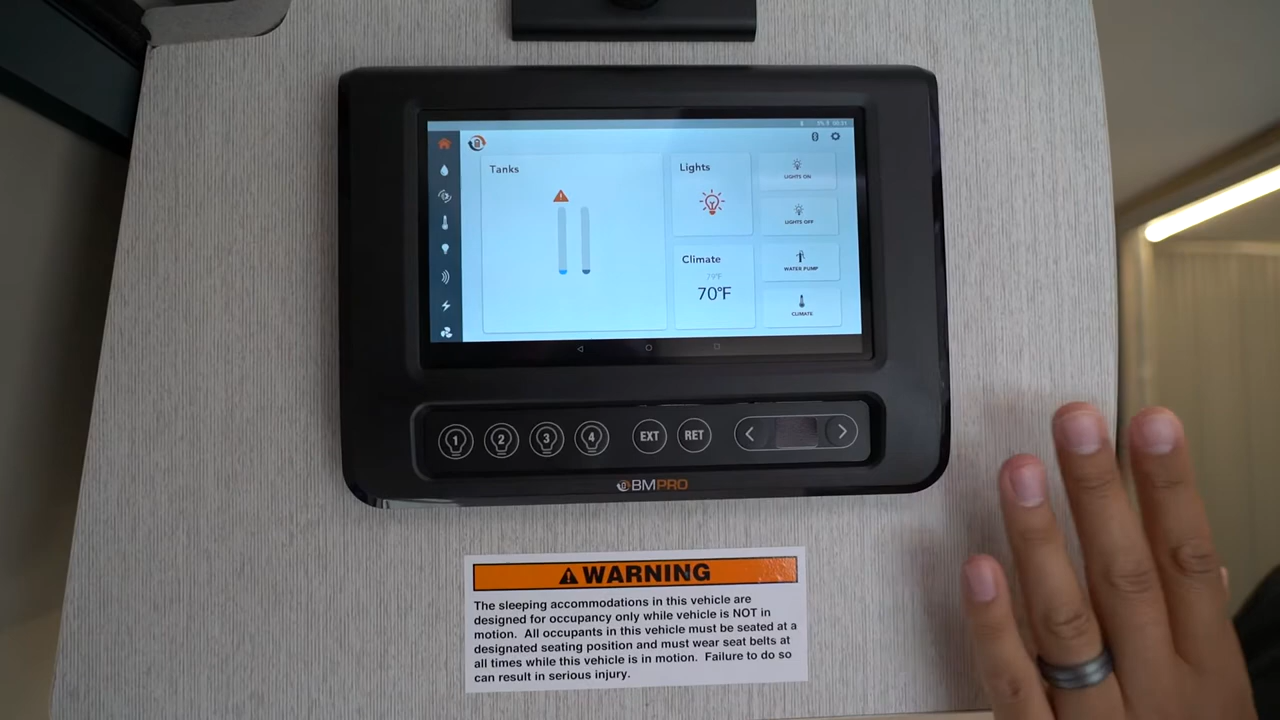 Tanks
Lights
LIGHTS ON
LIGHTS OFF
Climate
79°F
70°F
WATER PUMP
CLIMATE
1 2 3 4 EXT RET
BMPRO
WARNING
The sleeping accommodations in this vehicle are
designed for occupancy only while vehicle is NOT in
motion. All occupants in this vehicle must be seated at a
designated seating position and must wear seat belts at
all times while this vehicle is in motion. Failure to do so
can result in serious injury.